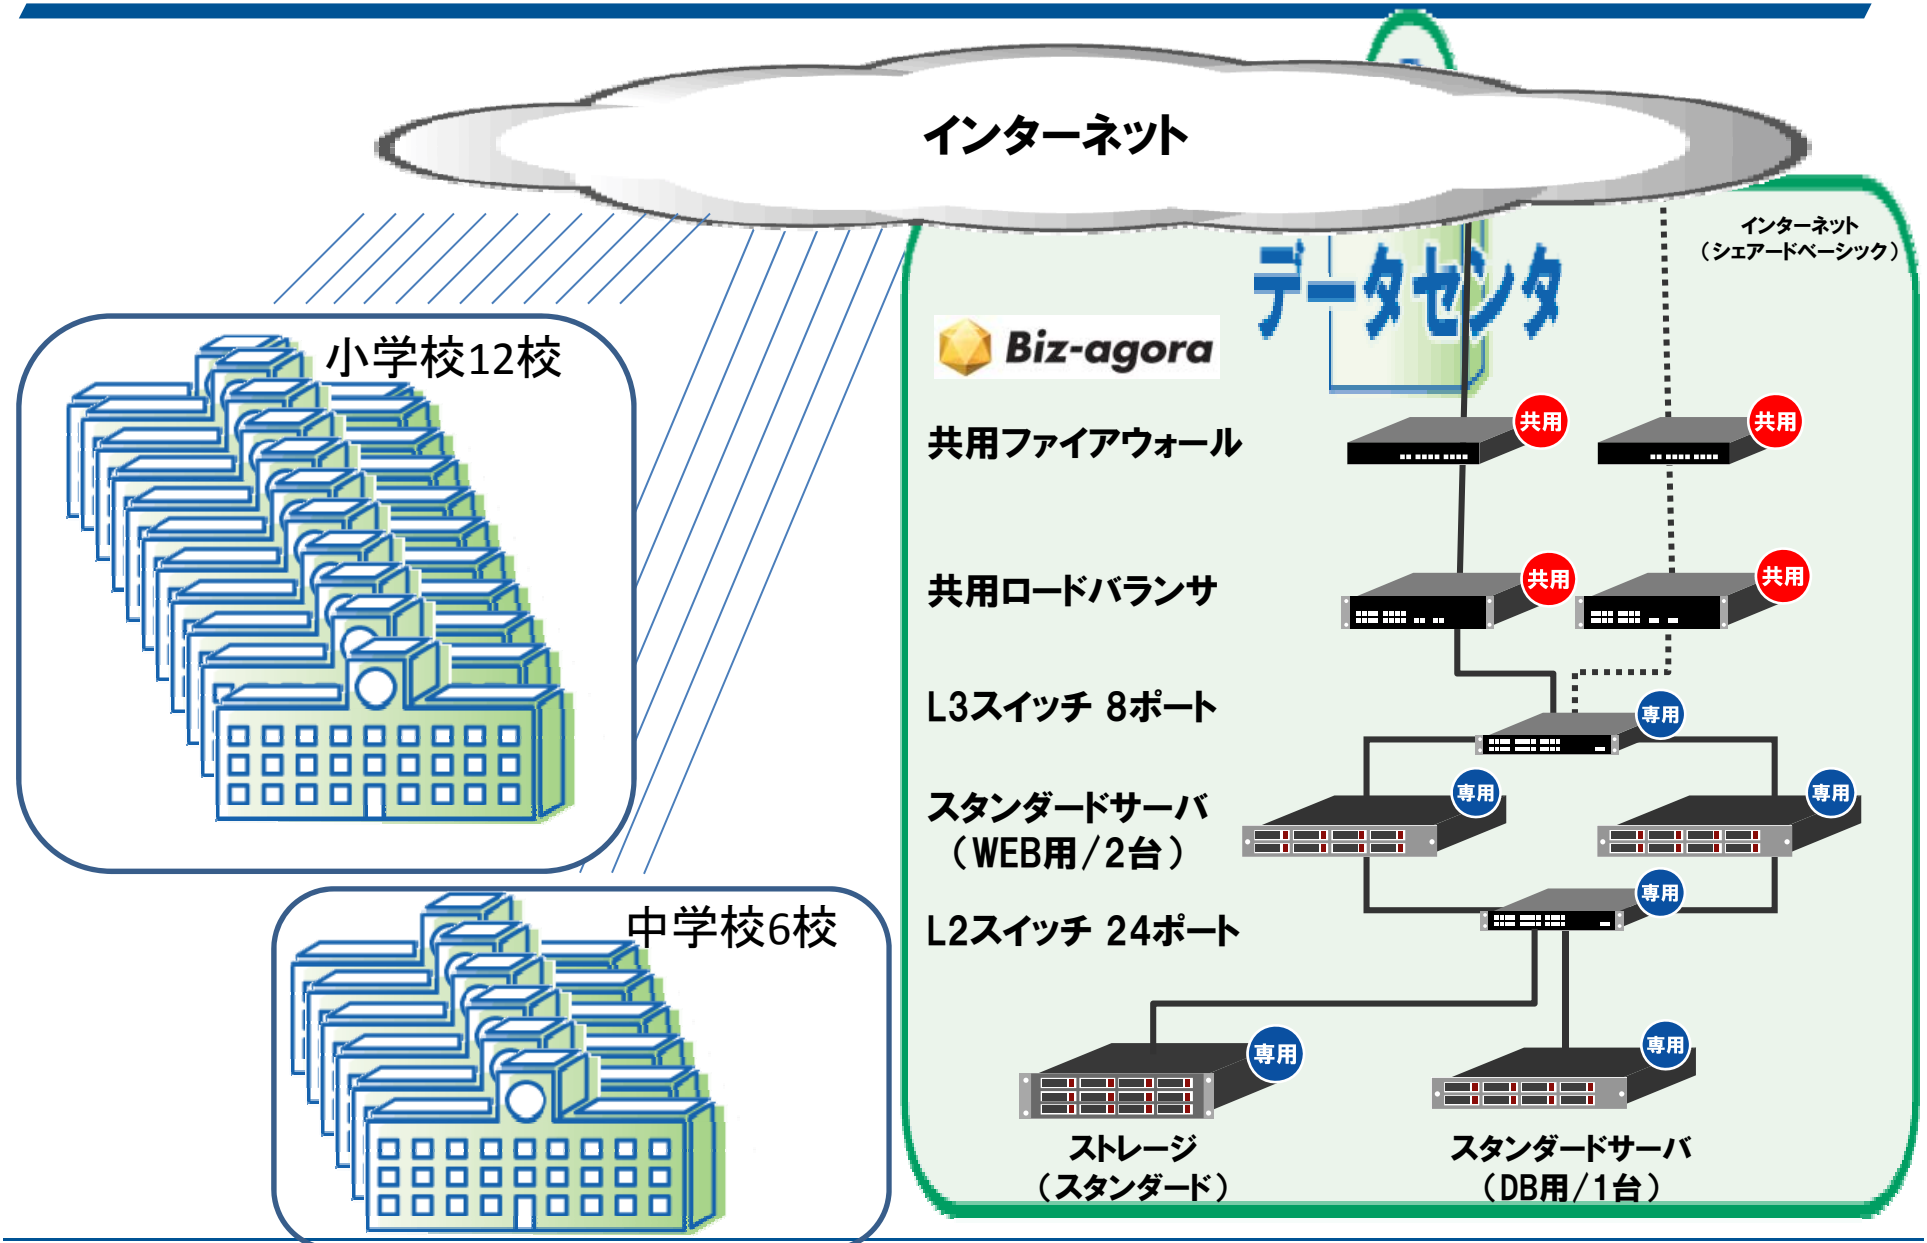 インターネット
インターネット
（シェアードベーシック）
データセンタ
Biz-agora
小学校12校
共用ファイアウォール
共用
共用
共用ロードバランサ
共用
共用
L3スイッチ 8ポート
専用
スタンダードサーバ
（WEB用/2台）
専用
専用
L2スイッチ 24ポート
専用
中学校6校
専用
専用
ストレージ
（スタンダード）
スタンダードサーバ
（DB用/1台）